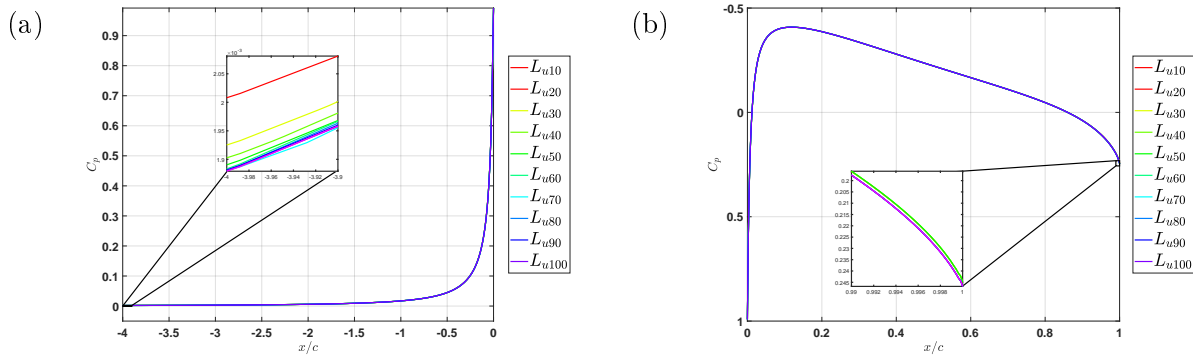 (a)
1
0.9
0.8
0.7
0.6
0.5
0.4
0.3
0.2
0.1
0
C_p
-4
-3.5
-3
-2.5
-2
-1.5
-1
-0.5
0
x/c
×10⁻³
2.05
2
1.95
1.9
-4
-3.98
-3.96
-3.94
-3.92
-3.9
L_u10
L_u20
L_u30
L_u40
L_u50
L_u60
L_u70
L_u80
L_u90
L_u100
(b)
-0.5
0
0.5
1
C_p
0
0.2
0.4
0.6
0.8
1
x/c
0.2
0.205
0.21
0.215
0.22
0.225
0.23
0.235
0.24
0.245
0.99
0.992
0.994
0.996
0.998
1
L_u10
L_u20
L_u30
L_u40
L_u50
L_u60
L_u70
L_u80
L_u90
L_u100